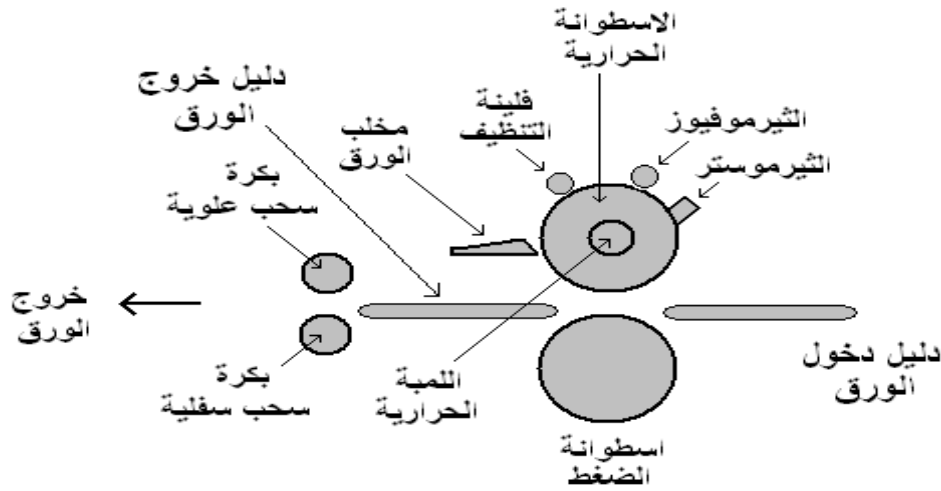 الاسطوانة
الحرارية
دليل خروج
الورق
فلينة
التنظيف
الثيرموفيوز
مخلب
الورق
الثيرموستر
بكرة
سحب علوية
خروج
الورق
دليل دخول
الورق
بكرة
سحب سفلية
اللمبة
الحرارية
اسطوانة
الضغط